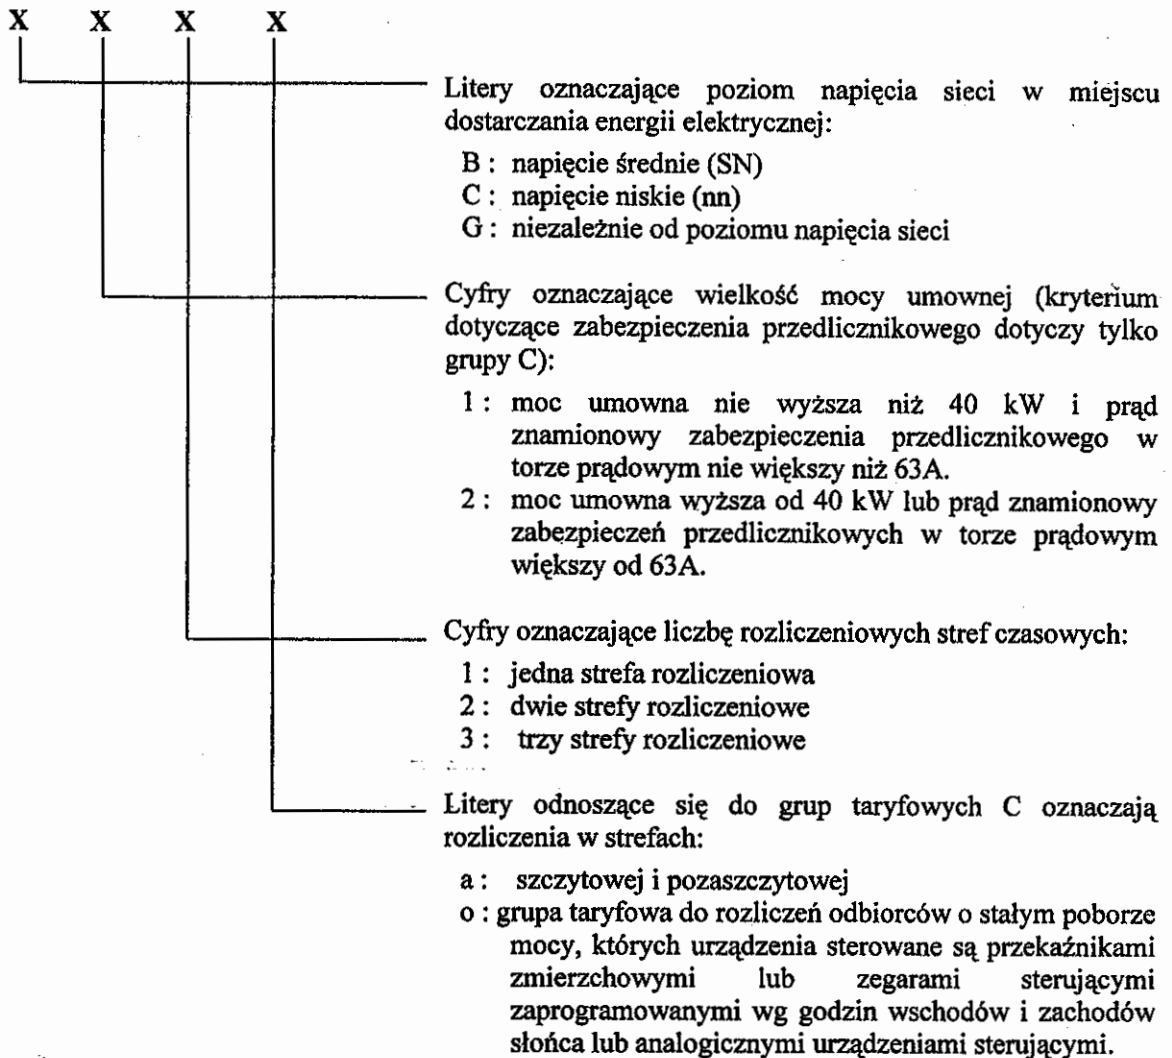 X X X X
Litery oznaczające poziom napięcia sieci w miejscu
dostarczania energii elektrycznej:
B : napięcie średnie (SN)
C : napięcie niskie (nn)
G : niezależnie od poziomu napięcia sieci
Cyfry oznaczające wielkość mocy umownej (kryterium
dotyczące zabezpieczenia przedlicznikowego dotyczy tylko
grupy C):
1 : moc umowna nie wyższa niż 40 kW i prąd
znamionowy zabezpieczenia przedlicznikowego w
torze prądowym nie większy niż 63A.
2 : moc umowna wyższa od 40 kW lub prąd znamionowy
zabezpieczeń przedlicznikowych w torze prądowym
większy od 63A.
Cyfry oznaczające liczbę rozliczeniowych stref czasowych:
1 : jedna strefa rozliczeniowa
2 : dwie strefy rozliczeniowe
3 : trzy strefy rozliczeniowe
Litery odnoszące się do grup taryfowych C oznaczają
rozliczenia w strefach:
a : szczytowej i pozaszczytowej
o : grupa taryfowa do rozliczeń odbiorców o stałym poborze
mocy, których urządzenia sterowane są przekaźnikami
zmierzchowymi lub zegarami sterującymi
zaprogramowanymi wg godzin wschodów i zachodów
słońca lub analogicznymi urządzeniami sterującymi.